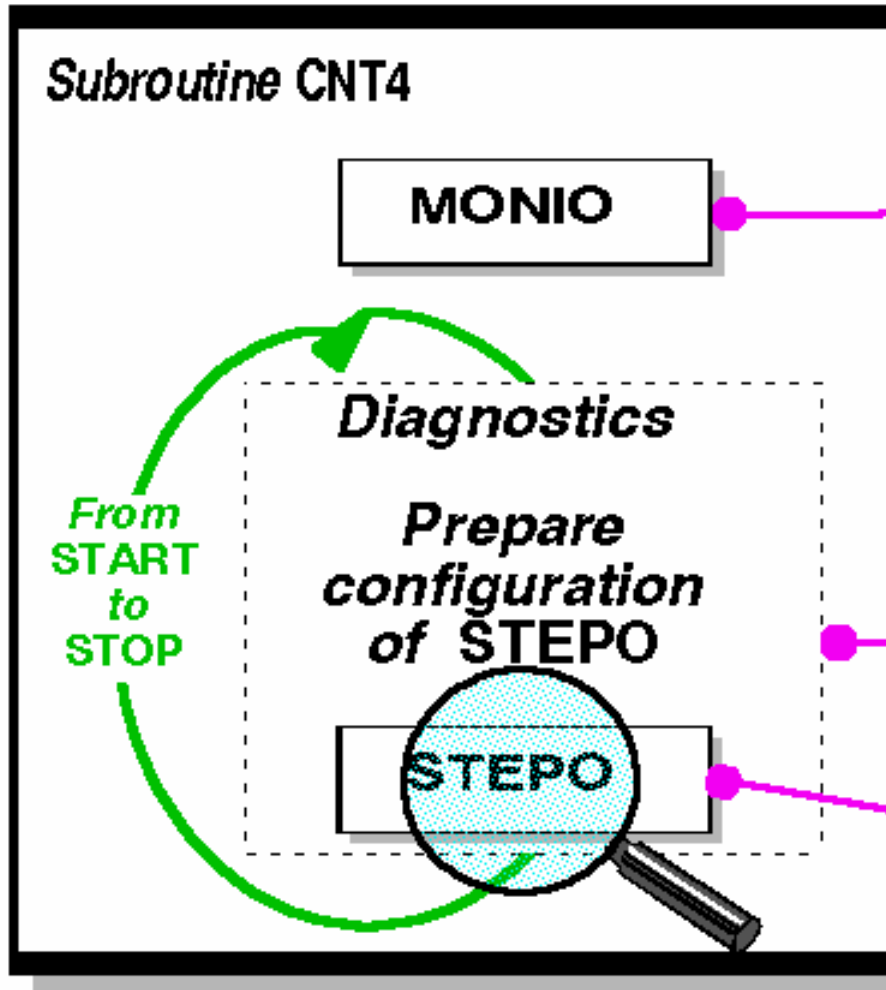 Subroutine CNT4
MONIO
Diagnostics
Prepare
configuration
of STEPO
STEPO
From
START
to
STOP